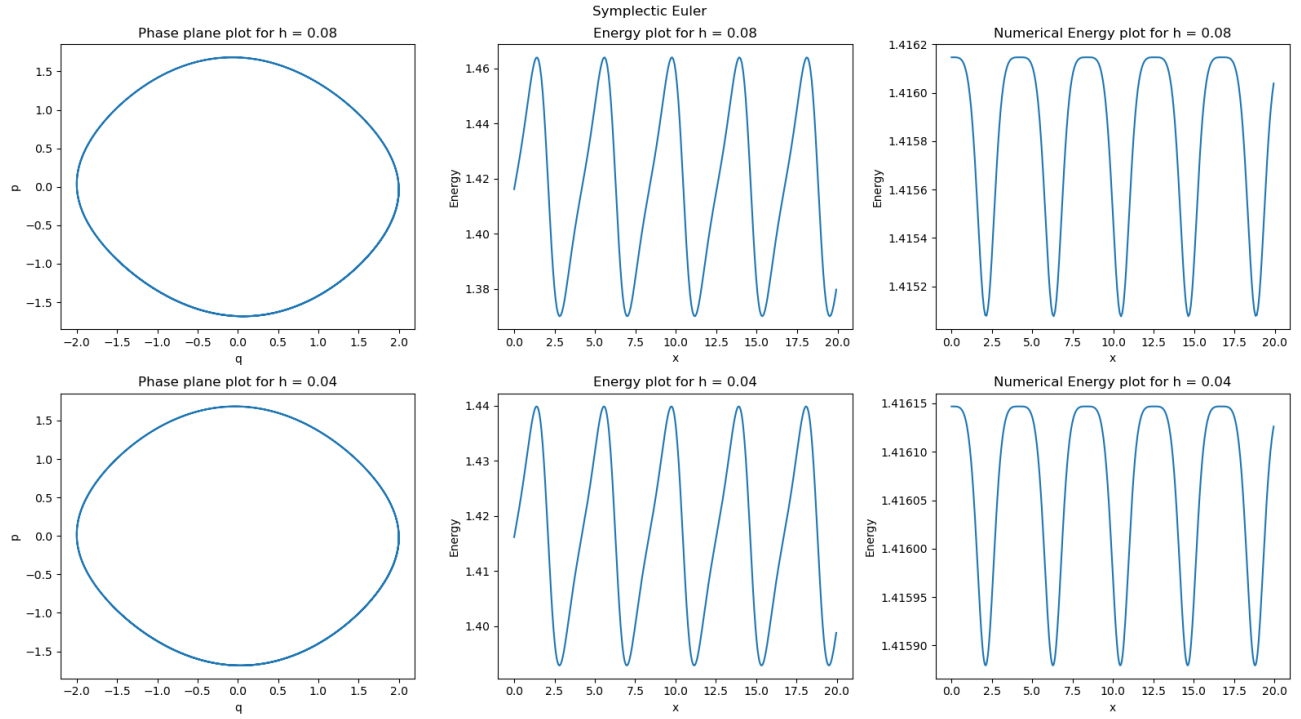 Symplectic Euler
Phase plane plot for h = 0.08
1.5
1.0
0.5
0.0
−0.5
−1.0
−1.5
p
−2.0 −1.5 −1.0 −0.5 0.0 0.5 1.0 1.5 2.0
q
Energy plot for h = 0.08
1.46
1.44
1.42
1.40
1.38
Energy
0.0 2.5 5.0 7.5 10.0 12.5 15.0 17.5 20.0
x
Numerical Energy plot for h = 0.08
1.4162
1.4160
1.4158
1.4156
1.4154
1.4152
Energy
0.0 2.5 5.0 7.5 10.0 12.5 15.0 17.5 20.0
x
Phase plane plot for h = 0.04
1.5
1.0
0.5
0.0
−0.5
−1.0
−1.5
p
−2.0 −1.5 −1.0 −0.5 0.0 0.5 1.0 1.5 2.0
q
Energy plot for h = 0.04
1.44
1.43
1.42
1.41
1.40
Energy
0.0 2.5 5.0 7.5 10.0 12.5 15.0 17.5 20.0
x
Numerical Energy plot for h = 0.04
1.41615
1.41610
1.41605
1.41600
1.41595
1.41590
Energy
0.0 2.5 5.0 7.5 10.0 12.5 15.0 17.5 20.0
x